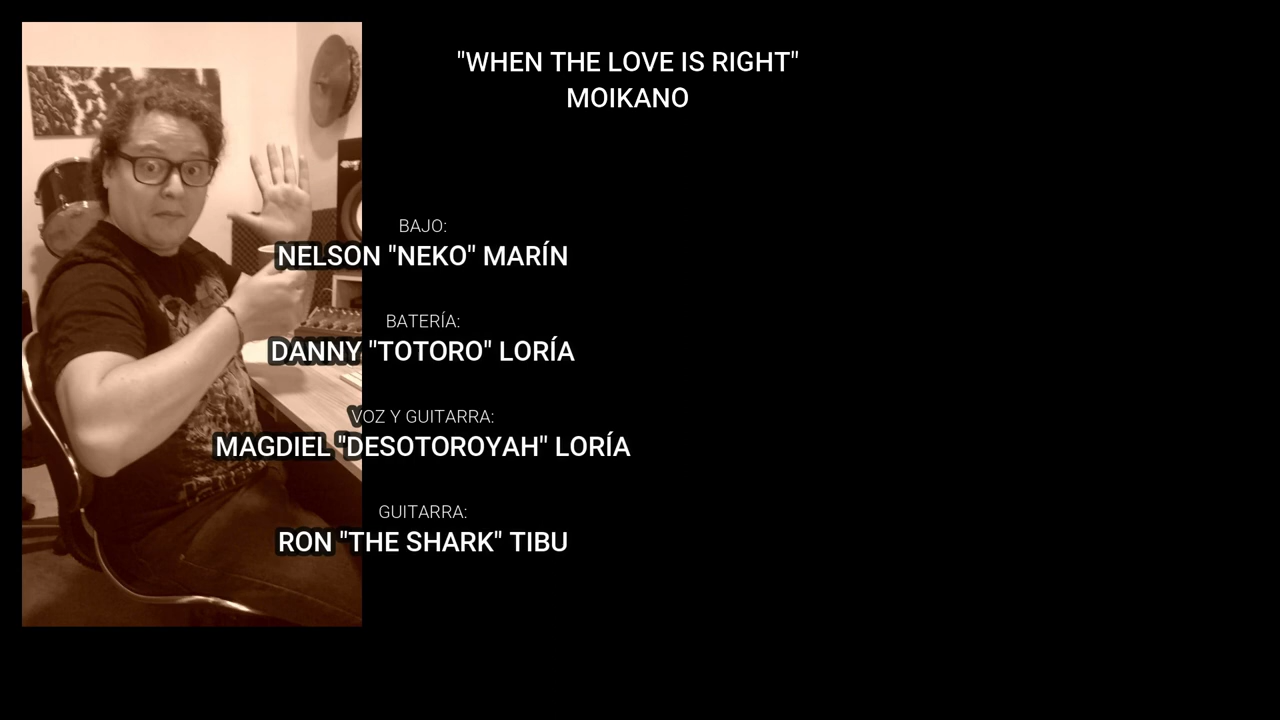 "WHEN THE LOVE IS RIGHT"
MOIKANO
BAJO:
NELSON "NEKO" MARÍN
BATERÍA:
DANNY "TOTORO" LORÍA
VOZ Y GUITARRA:
MAGDIEL "DESOTOROYAH" LORÍA
GUITARRA:
RON "THE SHARK" TIBU